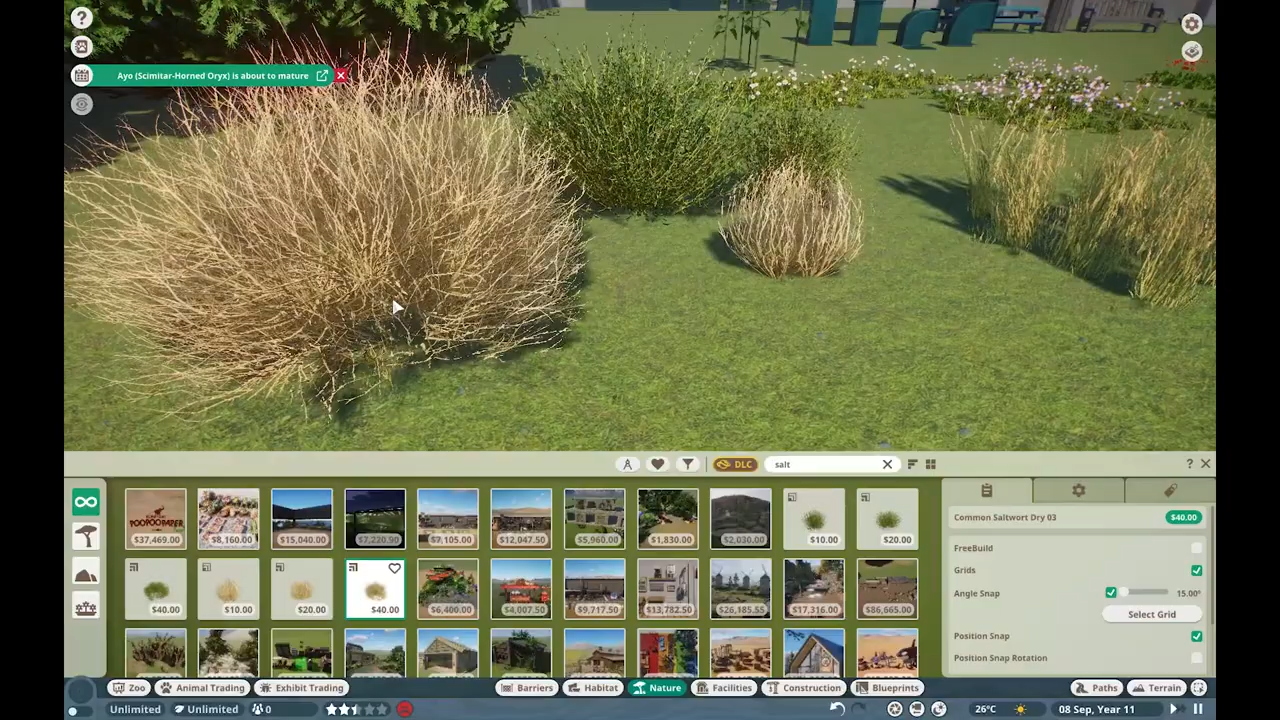 ?
Ayo (Scimitar-Horned Oryx) is about to mature
DLC
salt
?
$37,469.00
$8,160.00
$15,040.00
$7,220.90
$7,105.00
$12,047.50
$5,960.00
$1,830.00
$2,030.00
$10.00
$20.00
Common Saltwort Dry 03
$40.00
FreeBuild
Grids
Angle Snap
15.00°
Select Grid
Position Snap
Position Snap Rotation
$40.00
$10.00
$20.00
$40.00
$6,400.00
$4,007.50
$9,717.50
$13,782.50
$26,185.55
$17,316.00
$86,665.00
Zoo
Animal Trading
Exhibit Trading
Barriers
Habitat
Nature
Facilities
Construction
Blueprints
Paths
Terrain
Unlimited
Unlimited
0
26°C
08 Sep, Year 11